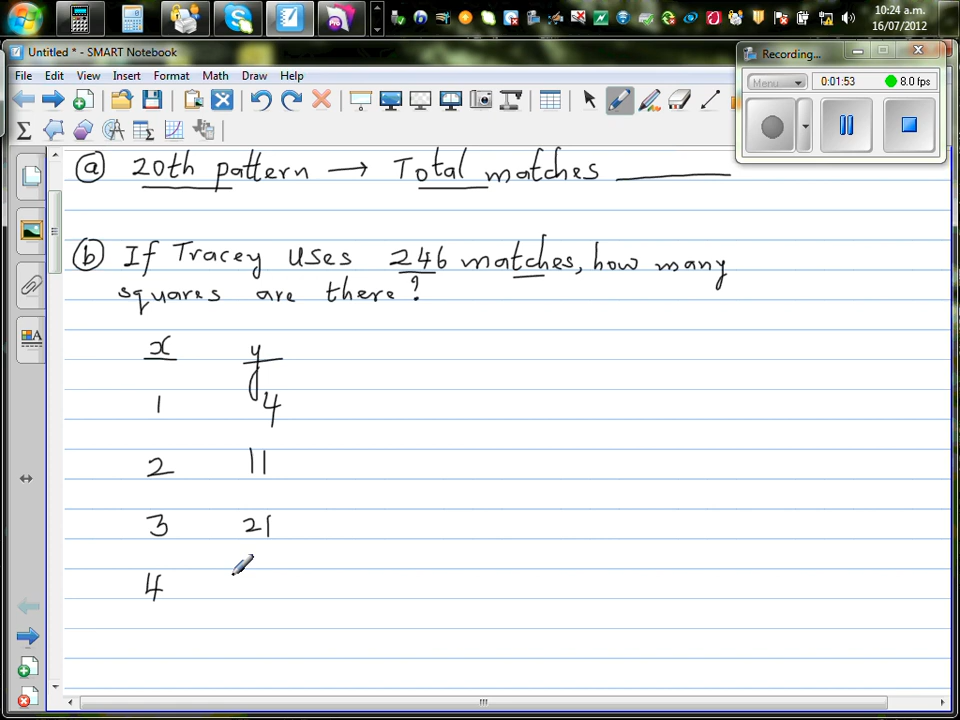 10:24 a.m.
16/07/2012
Untitled * - SMART Notebook
File Edit View Insert Format Math Draw Help
Recording...
Menu 0:01:53 8.0 fps
(a) 20th pattern → Total matches ______
(b) If Tracey uses 246 matches, how many
squares are there?
x y
1 4
2 11
3 21
4